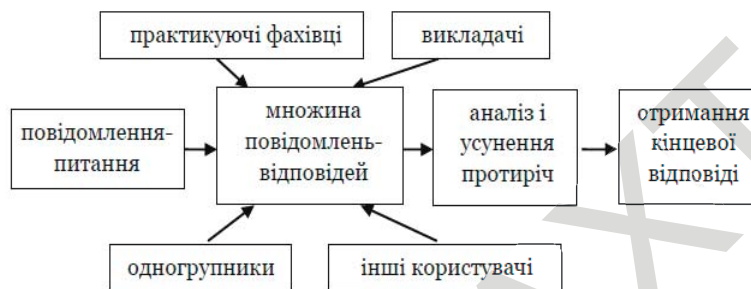 практикуючі фахівці
викладачі
повідомлення-
питання
множина
повідомлень-
відповідей
аналіз і
усунення
протиріч
отримання
кінцевої
відповіді
одногрупники
інші користувачі